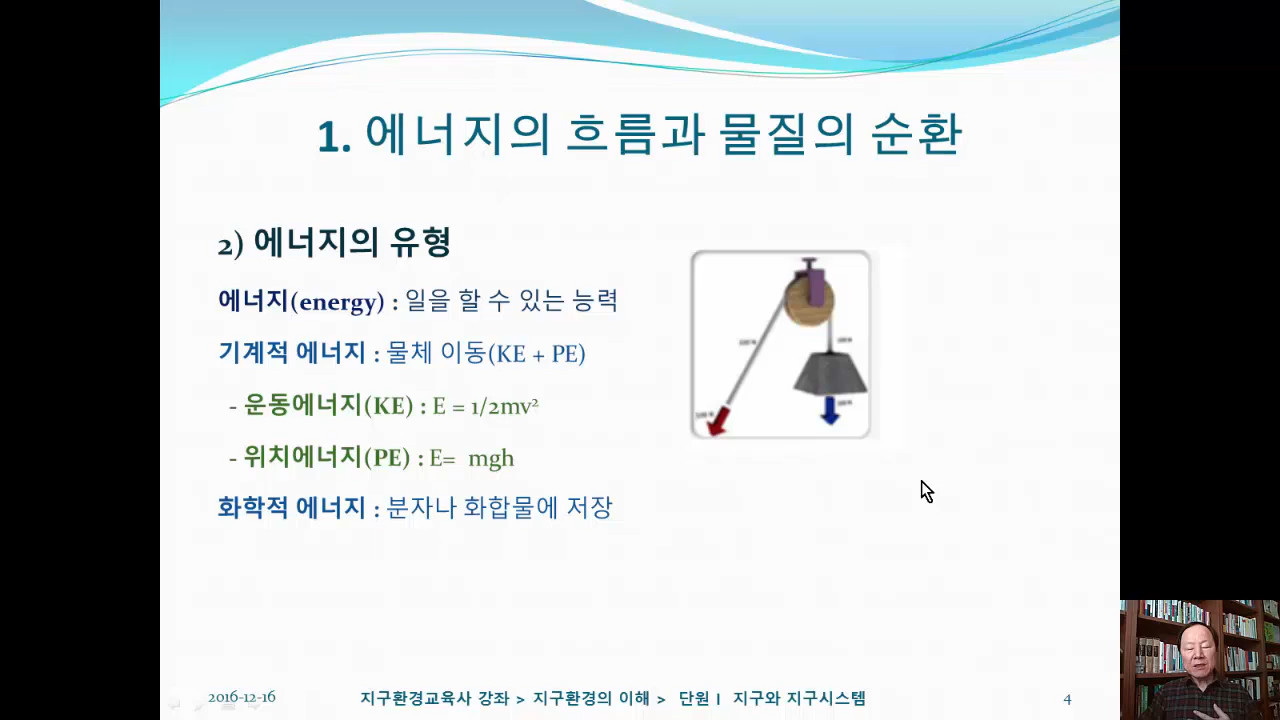 1. 에너지의 흐름과 물질의 순환
2) 에너지의 유형
에너지(energy) : 일을 할 수 있는 능력
기계적 에너지 : 물체 이동(KE + PE)
- 운동에너지(KE) : E = 1/2mv²
- 위치에너지(PE) : E= mgh
화학적 에너지 : 분자나 화합물에 저장
2016-12-16
지구환경교육사 강좌 > 지구환경의 이해 > 단원 I 지구와 지구시스템
4